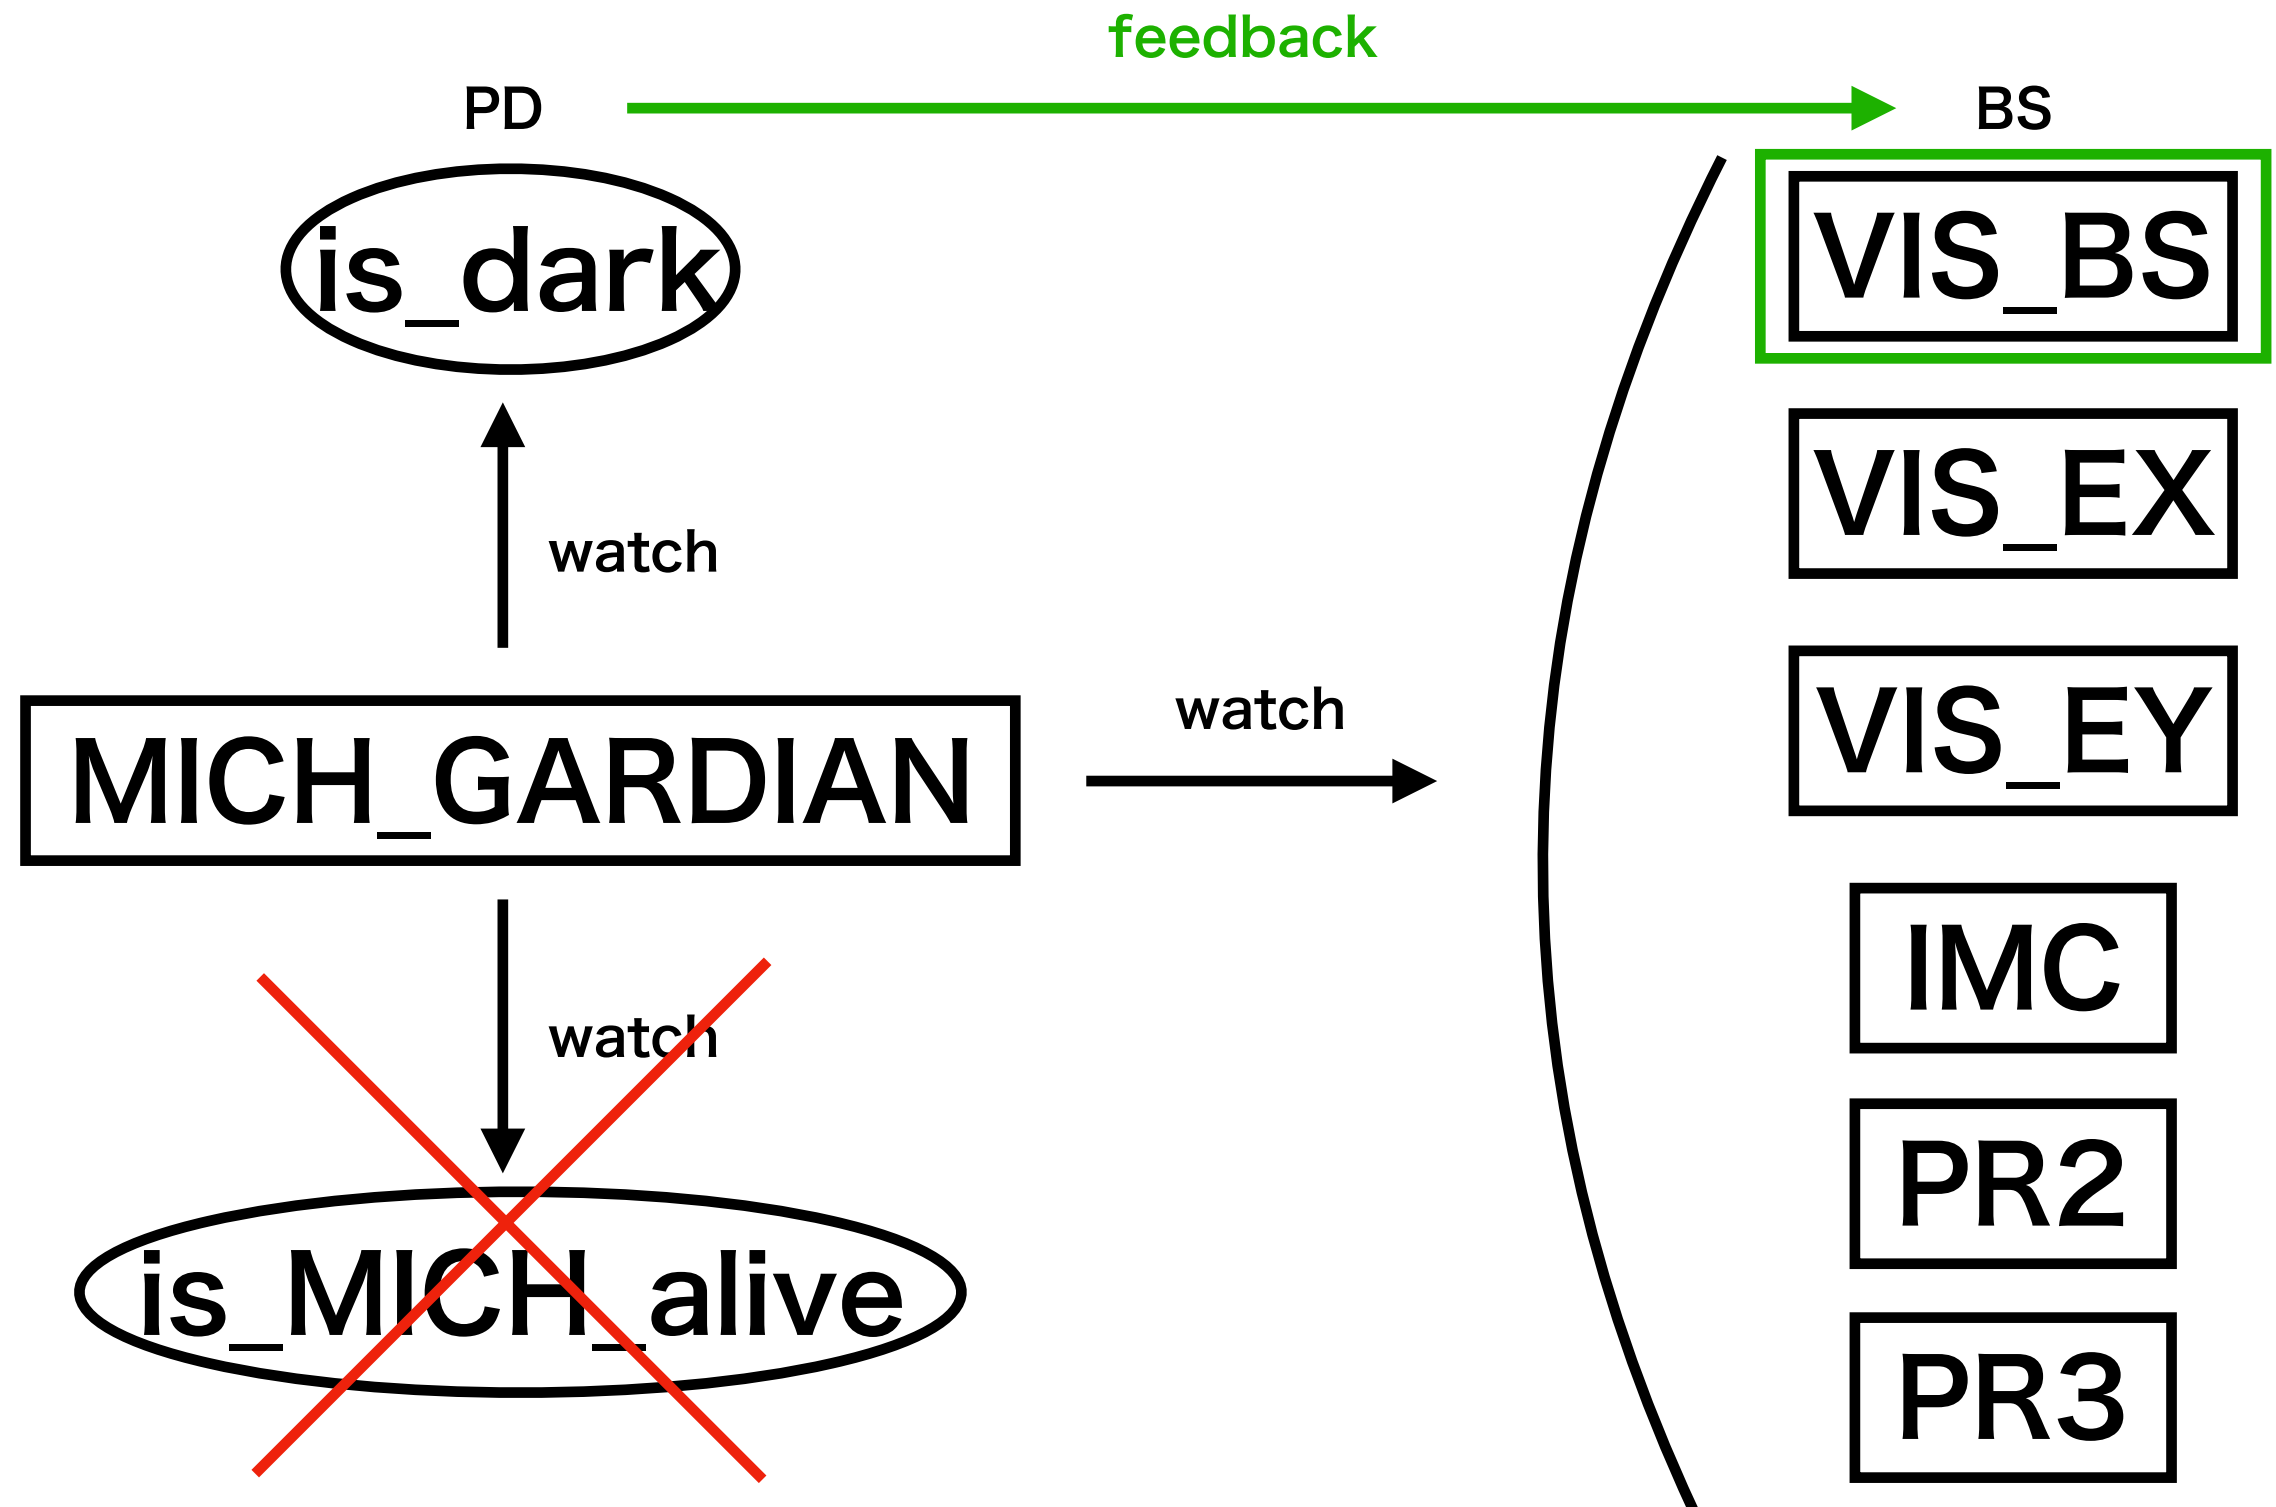 feedback
PD
BS
is_dark
VIS_BS
VIS_EX
watch
VIS_EY
watch
MICH_GARDIAN
IMC
watch
PR2
is_MICH_alive
PR3